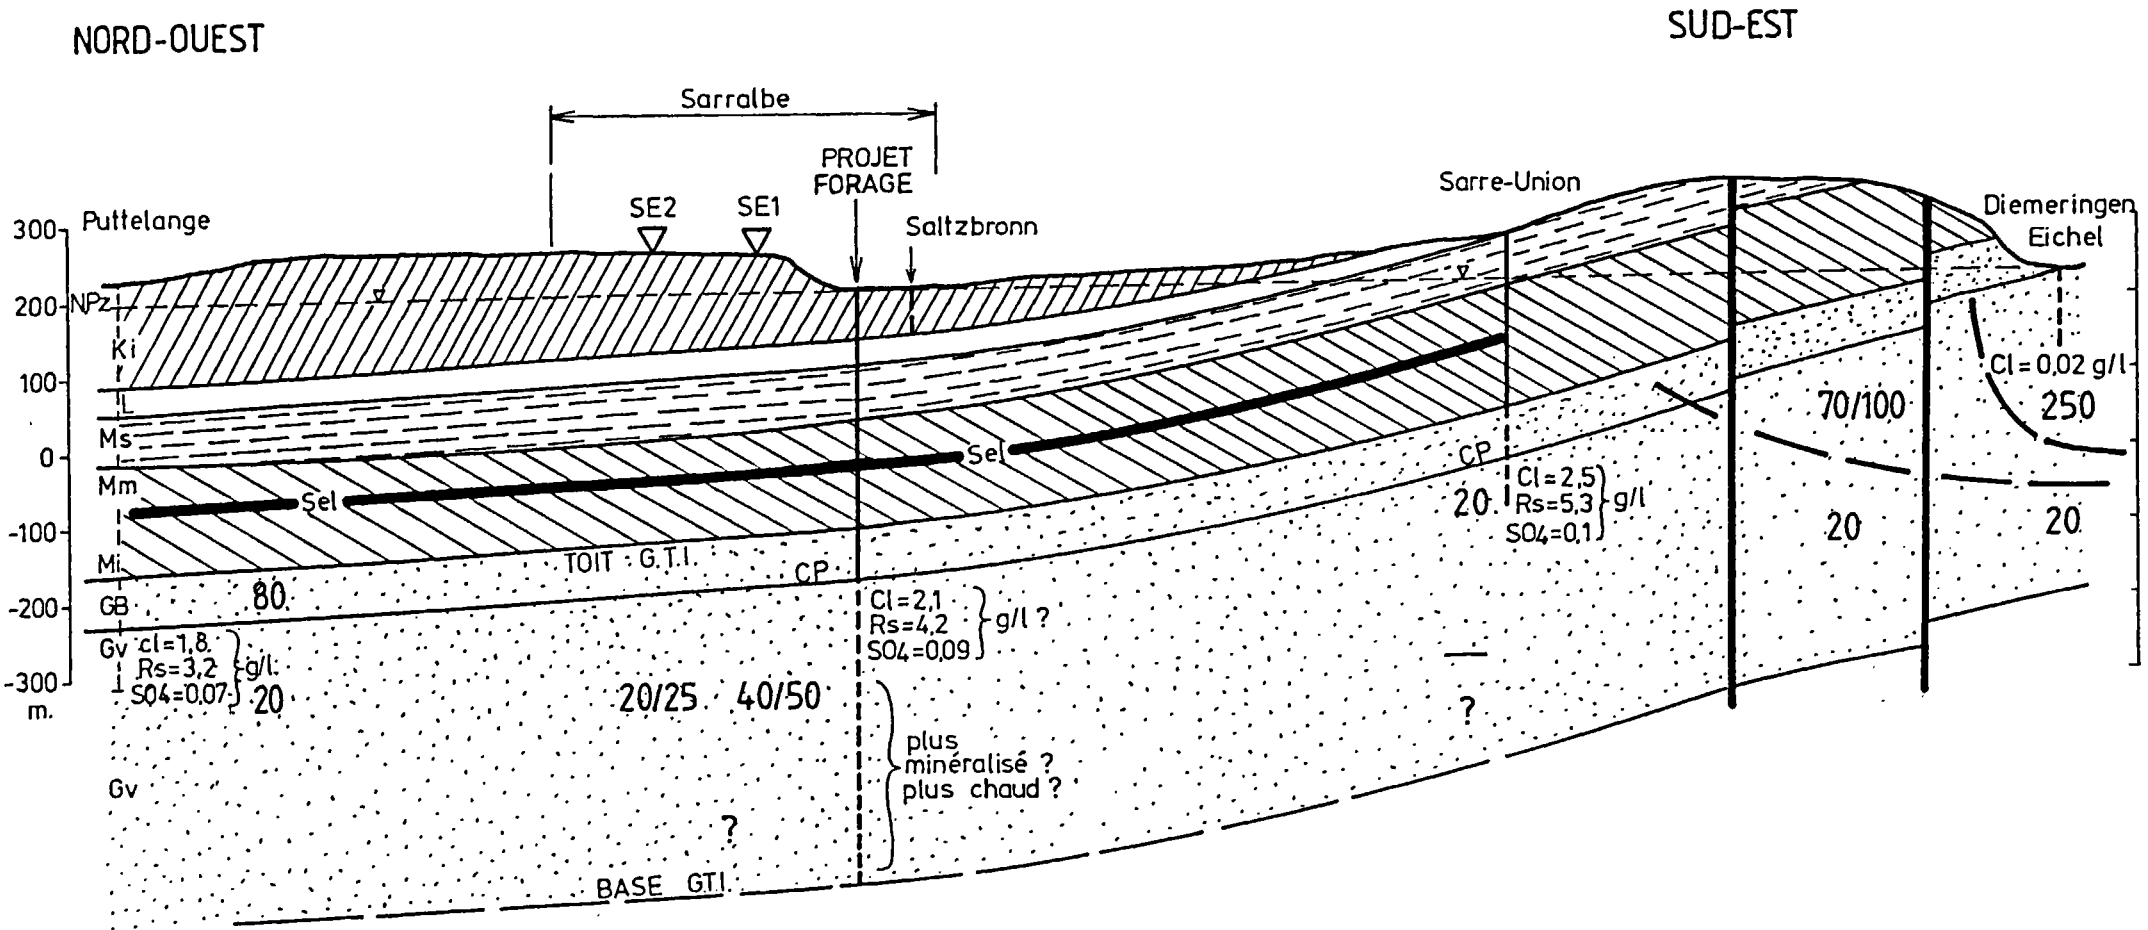 NORD-OUEST
SUD-EST
Sarralbe
PROJET
FORAGE
SE2
SE1
Saltzbronn
Sarre-Union
Diemeringen
Eichel
Puttelange
300
200
100
0
-100
-200
-300
m.
NPz
Ki
L
Ms
Mm
Mi
GB
Gv
Gv
Sel
Sel
TOIT G.T.I.
CP
CP
80
cl=1,8
Rs=3,2
SO4=0,07
g/l.
20
20/25
40/50
Cl=2,1
Rs=4,2
SO4=0,09
g/l ?
plus
minéralisé ?
plus chaud ?
?
BASE G.T.I.
20
Cl=2,5
Rs=5,3
SO4=0,1
g/l
?
70/100
20
Cl=0,02 g/l
250
20